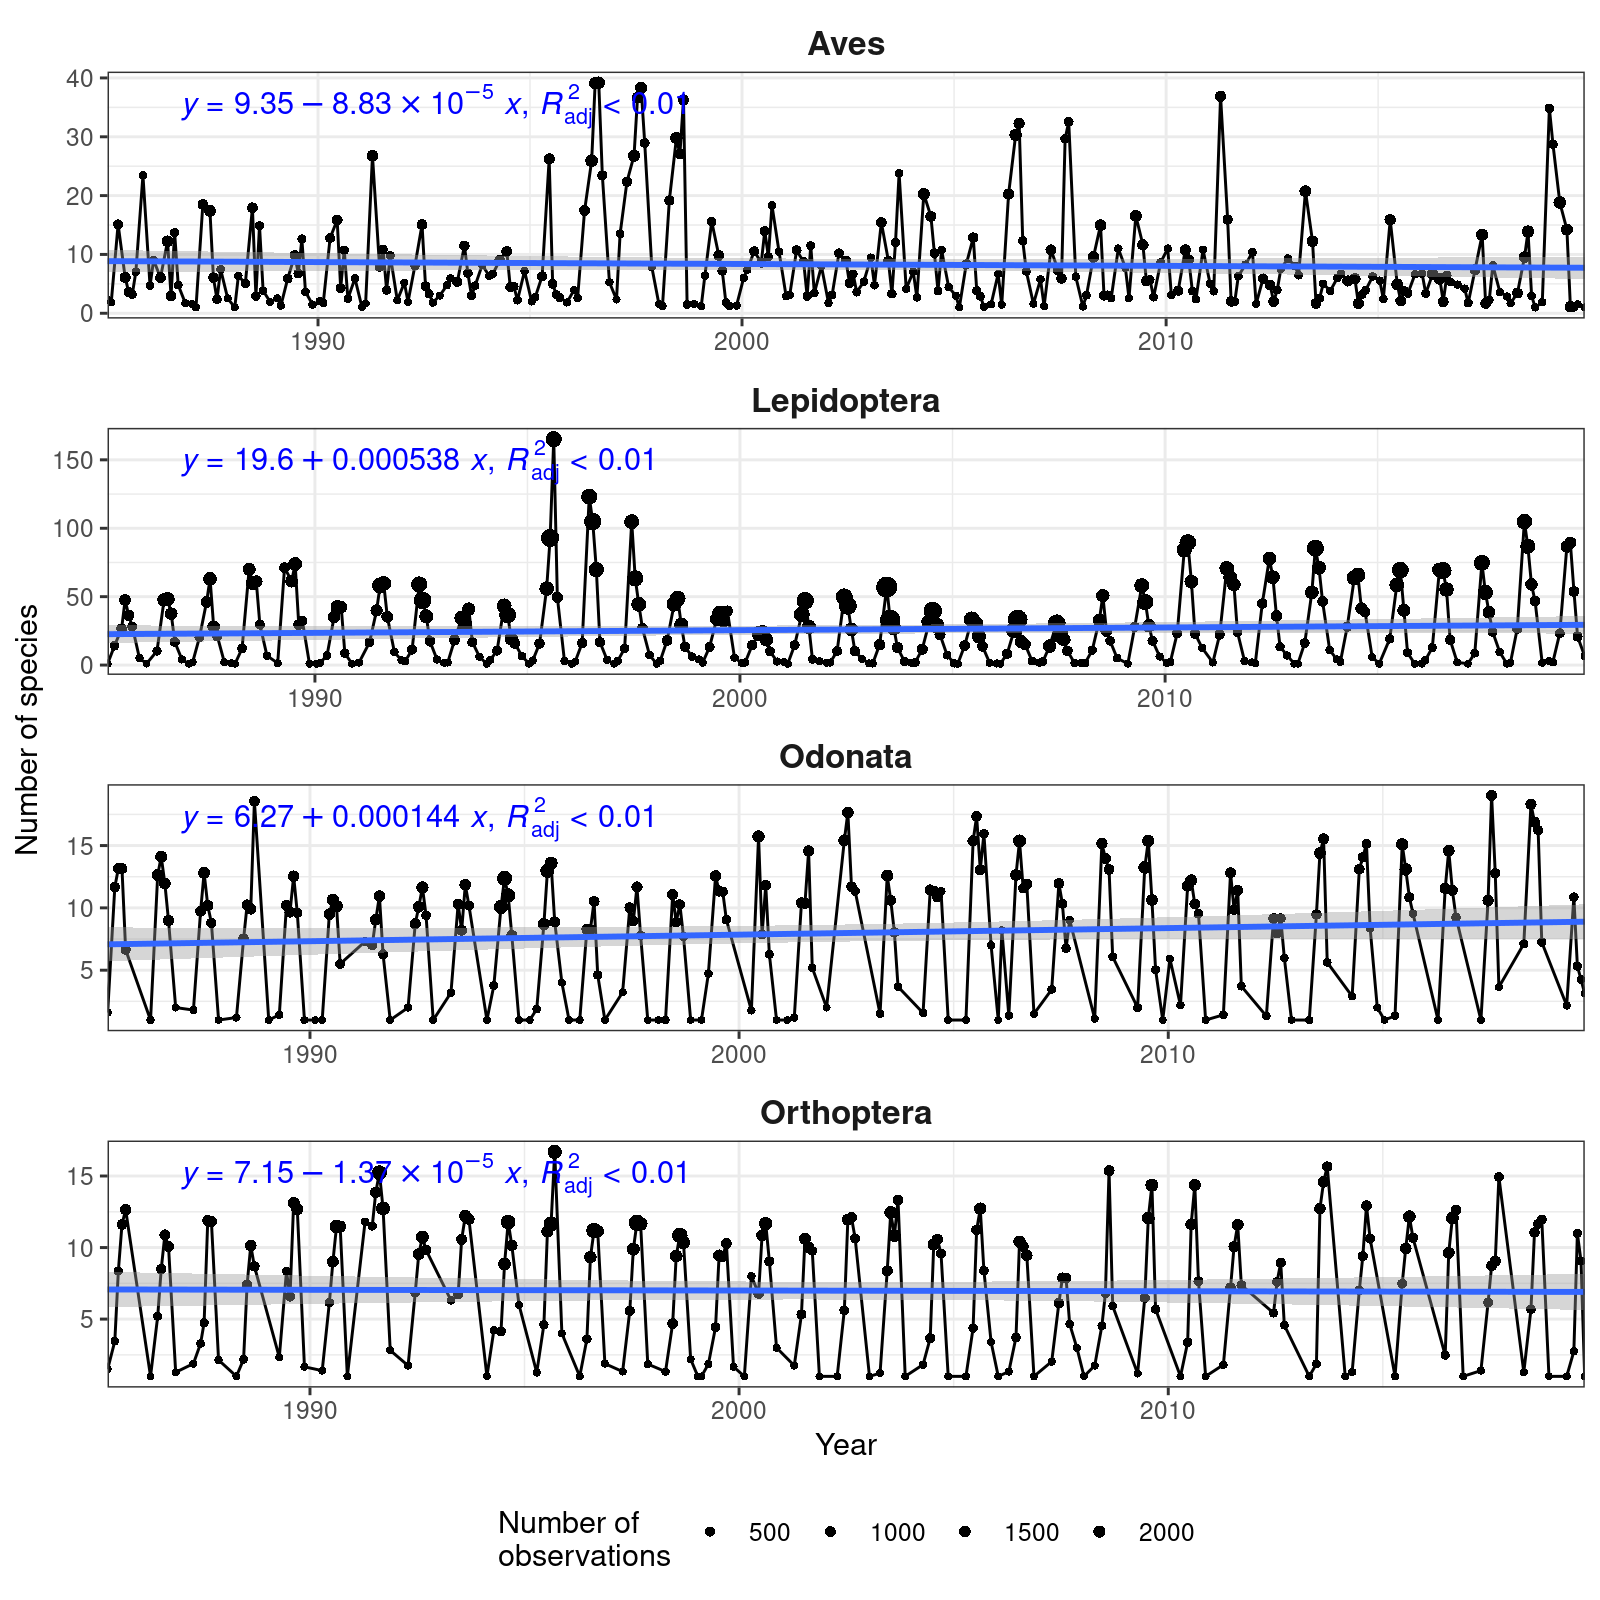 Aves
y = 9.35 − 8.83 × 10⁻⁵ x, R²adj < 0.01
40
30
20
10
0
1990 2000 2010
Lepidoptera
y = 19.6 + 0.000538 x, R²adj < 0.01
150
100
50
0
1990 2000 2010
Number of species
Odonata
y = 6.27 + 0.000144 x, R²adj < 0.01
15
10
5
1990 2000 2010
Orthoptera
y = 7.15 − 1.37 × 10⁻⁵ x, R²adj < 0.01
15
10
5
1990 2000 2010
Year
Number of
observations
500 1000 1500 2000